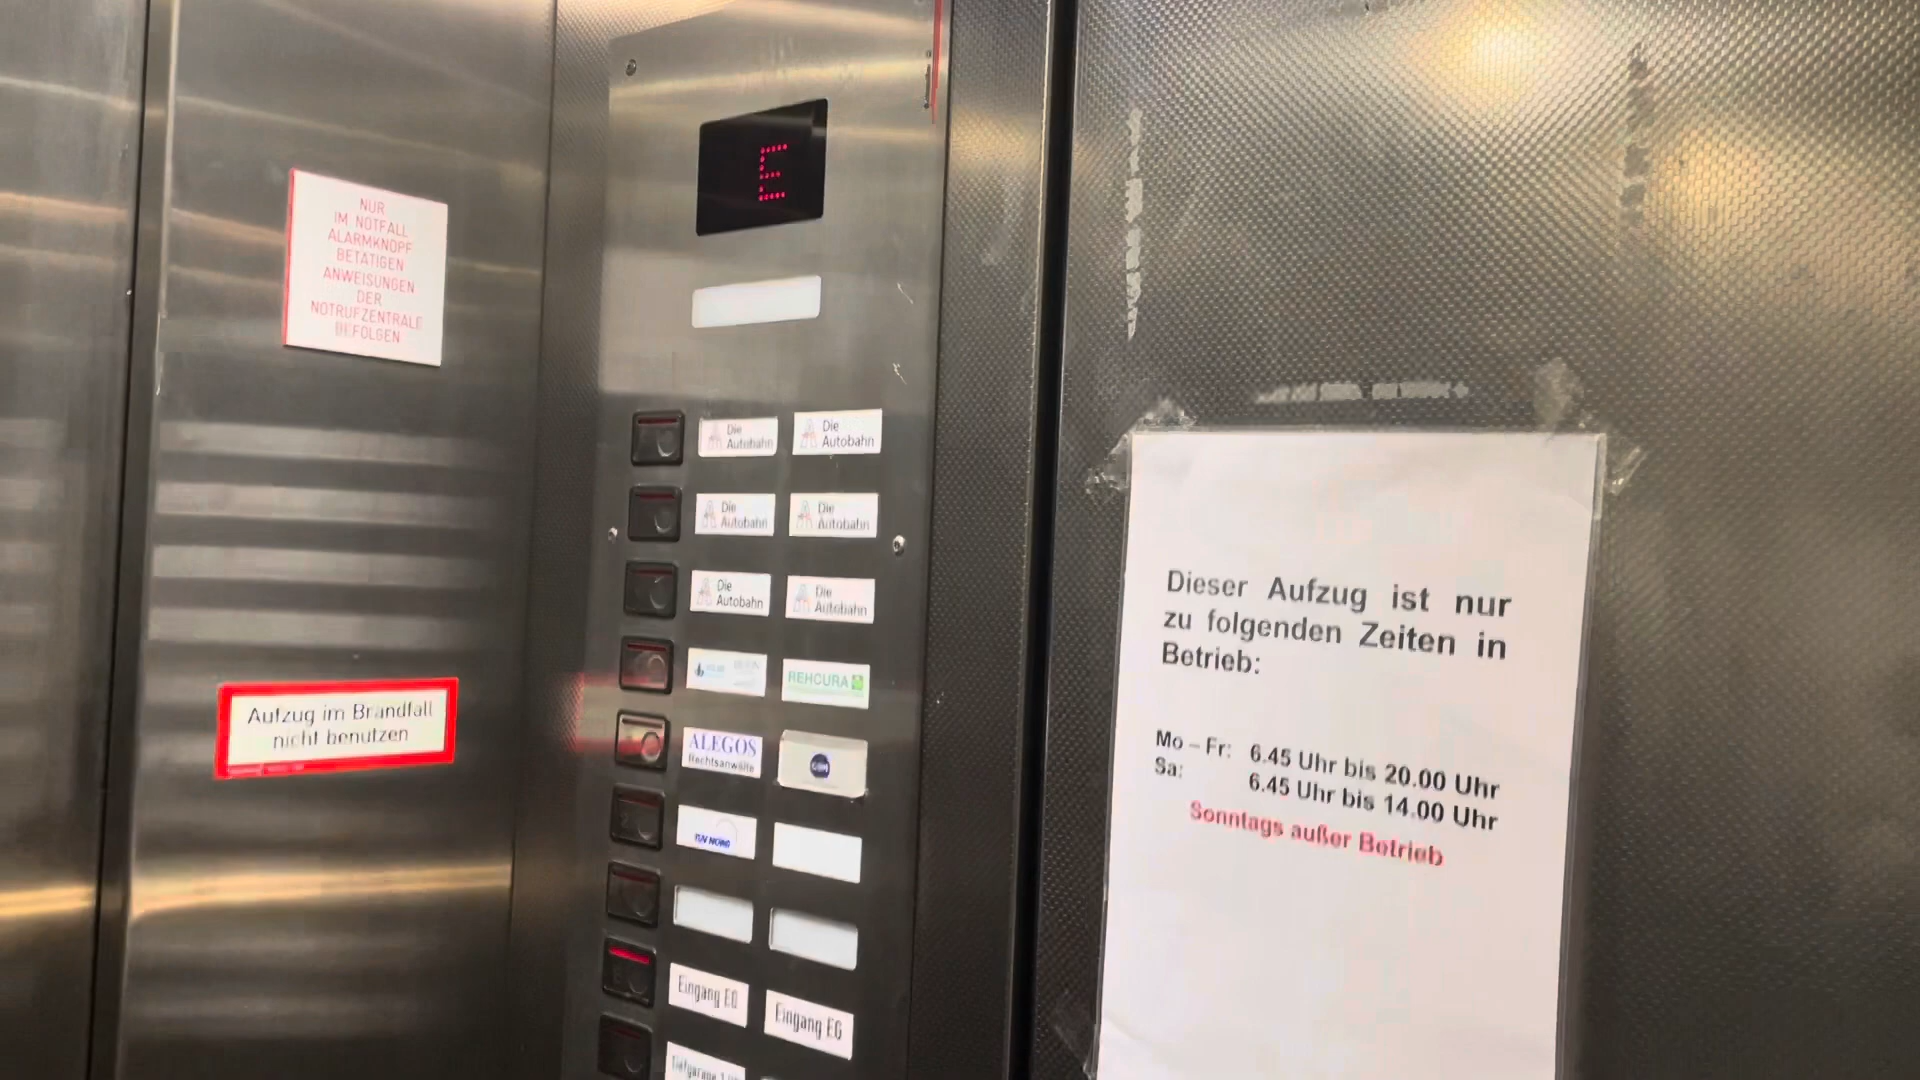 NUR
IM NOTFALL
ALARMKNOPF
BETÄTIGEN
ANWEISUNGEN
DER
NOTRUFZENTRALE
BEFOLGEN
Aufzug im Brandfall
nicht benutzen
E
Die
Autobahn
Die
Autobahn
Die
Autobahn
Die
Autobahn
Die
Autobahn
Die
Autobahn
REHCURA
ALEGOS
Rechtsanwälte
TÜV NORD
Eingang EG
Eingang EG
Dieser Aufzug ist nur
zu folgenden Zeiten in
Betrieb:
Mo – Fr: 6.45 Uhr bis 20.00 Uhr
Sa: 6.45 Uhr bis 14.00 Uhr
Sonntags außer Betrieb